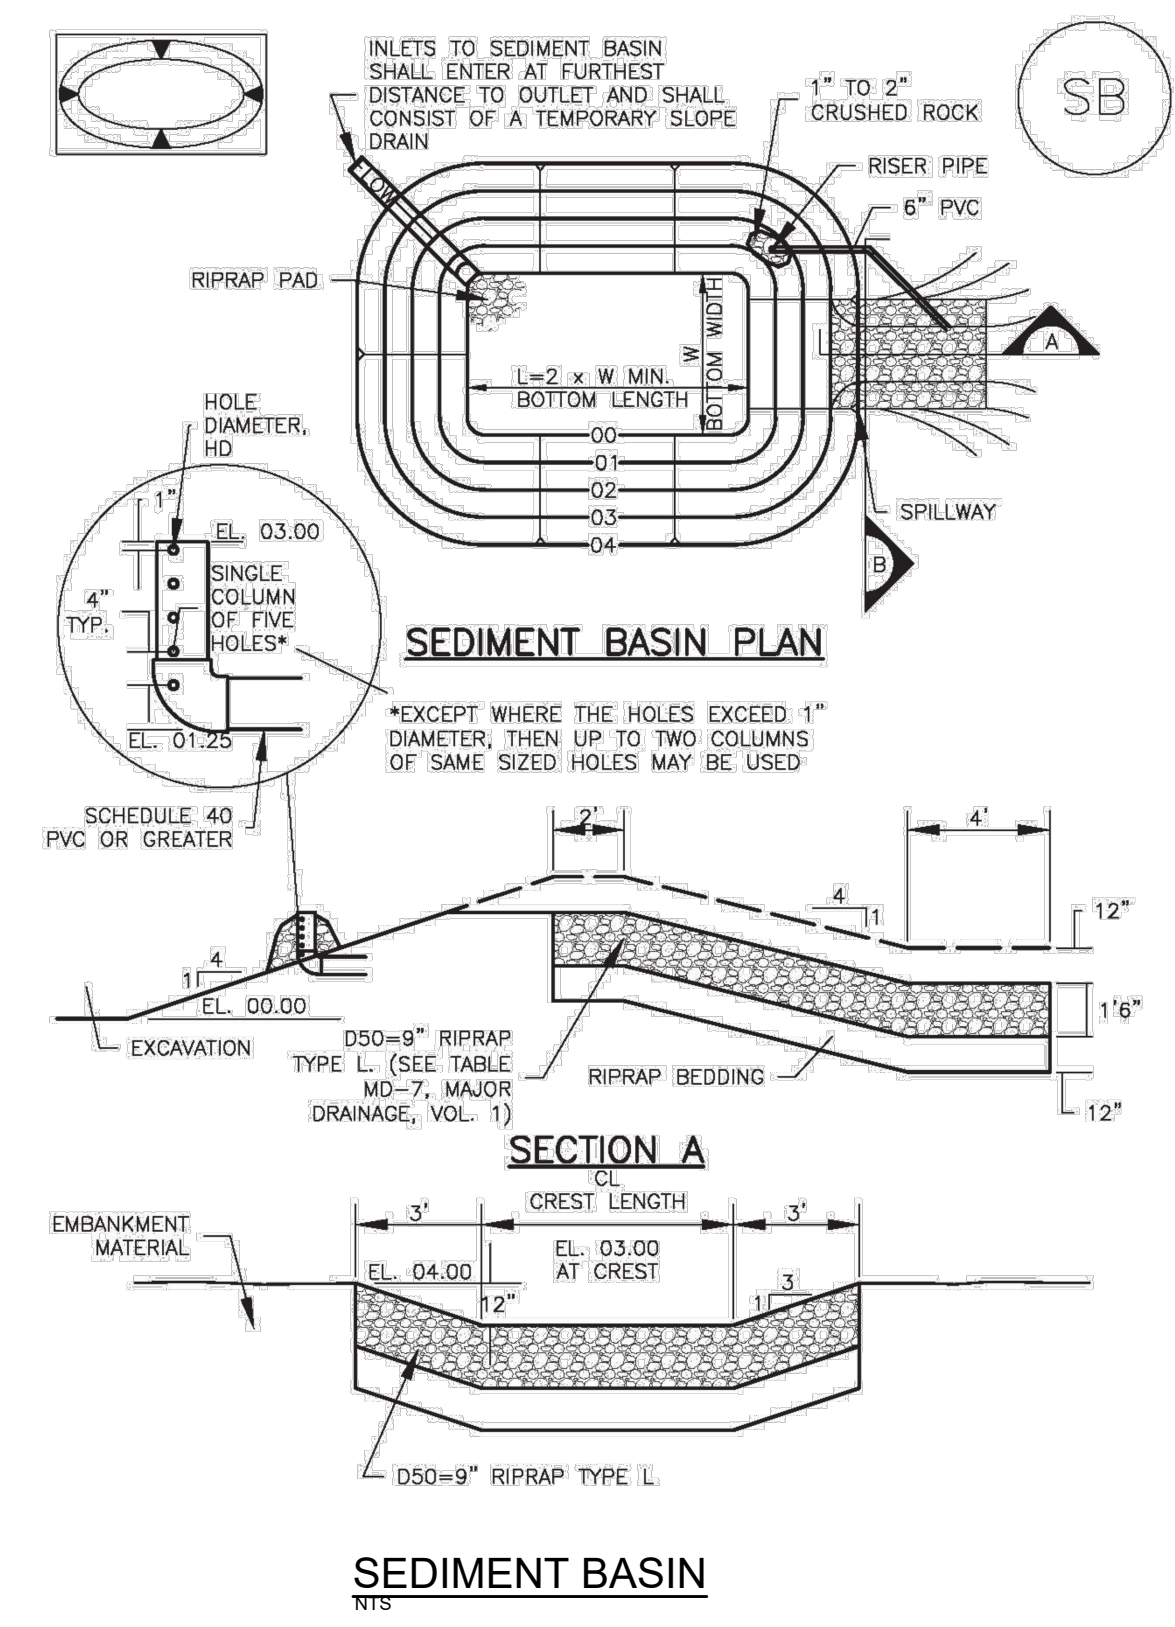 INLETS TO SEDIMENT BASIN
SHALL ENTER AT FURTHEST
DISTANCE TO OUTLET AND SHALL
CONSIST OF A TEMPORARY SLOPE
DRAIN
1" TO 2"
CRUSHED ROCK
SB
RISER PIPE
6" PVC
FLOW
RIPRAP PAD
W
BOTTOM WIDTH
L=2 x W MIN.
BOTTOM LENGTH
A
00
01
02
03
04
SPILLWAY
B
HOLE
DIAMETER,
HD
1"
EL. 03.00
4"
TYP.
SINGLE
COLUMN
OF FIVE
HOLES*
EL. 01.25
SEDIMENT BASIN PLAN
*EXCEPT WHERE THE HOLES EXCEED 1"
DIAMETER, THEN UP TO TWO COLUMNS
OF SAME SIZED HOLES MAY BE USED
SCHEDULE 40
PVC OR GREATER
2'
4'
4
1
12"
4
1
EL. 00.00
1'6"
EXCAVATION
D50=9" RIPRAP
TYPE L. (SEE TABLE
MD-7, MAJOR
DRAINAGE, VOL. 1)
RIPRAP BEDDING
12"
SECTION A
CL
CREST LENGTH
3'
3'
EMBANKMENT
MATERIAL
EL. 04.00
EL. 03.00
AT CREST
12"
3
1
D50=9" RIPRAP TYPE L
SEDIMENT BASIN
NTS